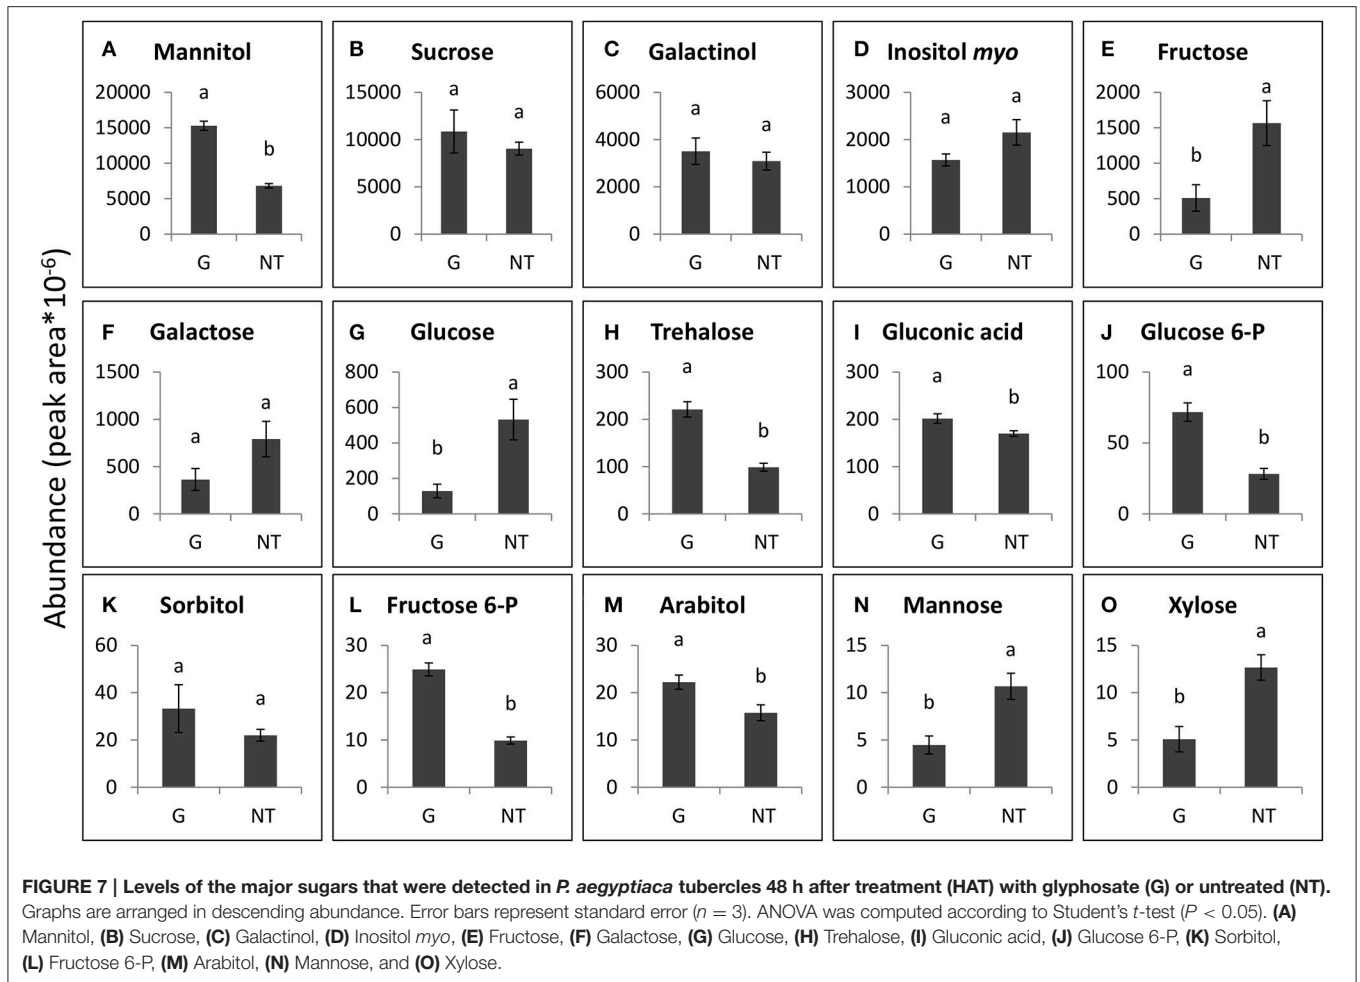 Abundance (peak area*10-6)
A Mannitol
20000
15000
10000
5000
0
a
b
G NT
B Sucrose
15000
10000
5000
0
a
a
G NT
C Galactinol
6000
4000
2000
0
a
a
G NT
D Inositol myo
3000
2000
1000
0
a
a
G NT
E Fructose
2000
1500
1000
500
0
b
a
G NT
F Galactose
1500
1000
500
0
a
a
G NT
G Glucose
800
600
400
200
0
b
a
G NT
H Trehalose
300
200
100
0
a
b
G NT
I Gluconic acid
300
200
100
0
a
b
G NT
J Glucose 6-P
100
50
0
a
b
G NT
K Sorbitol
60
40
20
0
a
a
G NT
L Fructose 6-P
30
20
10
0
a
b
G NT
M Arabitol
30
20
10
0
a
b
G NT
N Mannose
15
10
5
0
b
a
G NT
O Xylose
15
10
5
0
b
a
G NT
FIGURE 7 | Levels of the major sugars that were detected in P. aegyptiaca tubercles 48 h after treatment (HAT) with glyphosate (G) or untreated (NT).
Graphs are arranged in descending abundance. Error bars represent standard error (n = 3). ANOVA was computed according to Student's t-test (P < 0.05). (A)
Mannitol, (B) Sucrose, (C) Galactinol, (D) Inositol myo, (E) Fructose, (F) Galactose, (G) Glucose, (H) Trehalose, (I) Gluconic acid, (J) Glucose 6-P, (K) Sorbitol,
(L) Fructose 6-P, (M) Arabitol, (N) Mannose, and (O) Xylose.